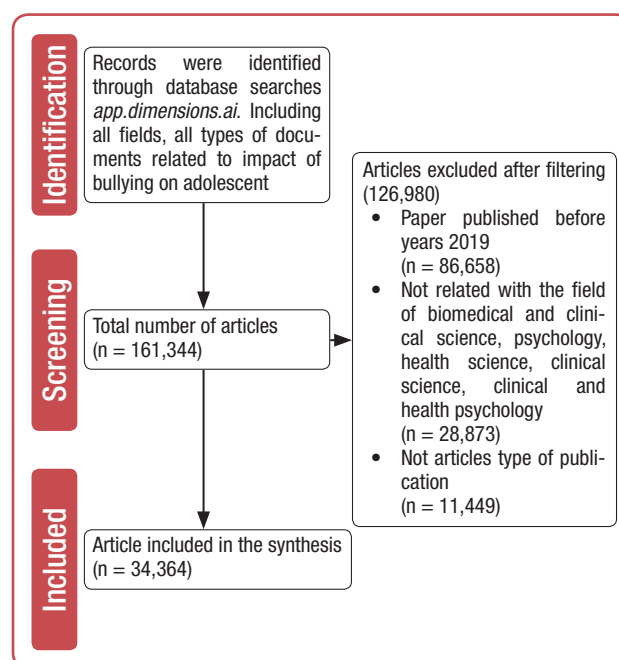 Identification
Records were identified
through database searches
app.dimensions.ai. Including
all fields, all types of docu-
ments related to impact of
bullying on adolescent
Screening
Total number of articles
(n = 161,344)
Articles excluded after filtering
(126,980)
• Paper published before
years 2019
(n = 86,658)
• Not related with the field
of biomedical and clini-
cal science, psychology,
health science, clinical
science, clinical and
health psychology
(n = 28,873)
• Not articles type of publi-
cation
(n = 11,449)
Included
Article included in the synthesis
(n = 34,364)